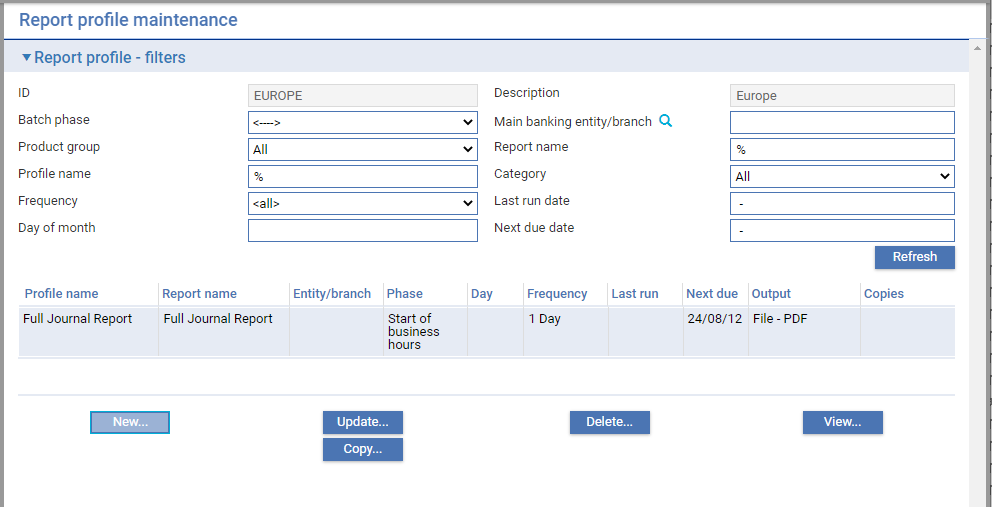 Report profile maintenance
Report profile - filters
ID EUROPE Description Europe
Batch phase <----> Main banking entity/branch
Product group All Report name %
Profile name % Category All
Frequency <all> Last run date -
Day of month Next due date -
Refresh
Profile name Report name Entity/branch Phase Day Frequency Last run Next due Output Copies
Full Journal Report Full Journal Report Start of 1 Day 24/08/12 File - PDF
business
hours
New... Update... Delete... View...
Copy...